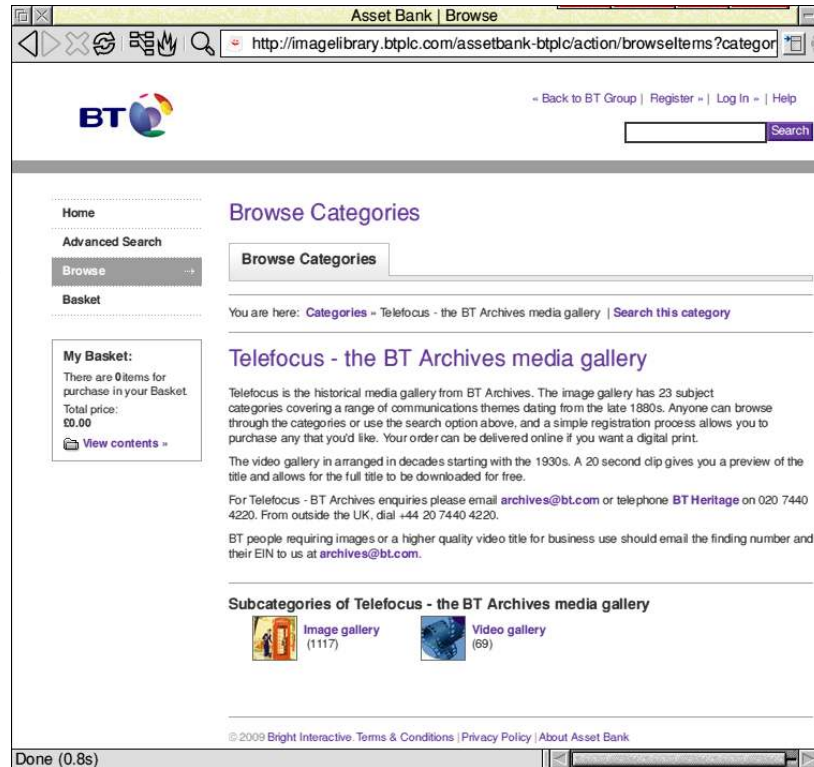 Asset Bank | Browse
http://imagelibrary.btplc.com/assetbank-btplc/action/browseItems?categor
« Back to BT Group | Register » | Log In » | Help
BT
Search
Home
Advanced Search
Browse
Basket
My Basket:
There are 0items for
purchase in your Basket.
Total price:
£0.00
View contents »
Browse Categories
Browse Categories
You are here: Categories » Telefocus - the BT Archives media gallery | Search this category
Telefocus - the BT Archives media gallery
Telefocus is the historical media gallery from BT Archives. The image gallery has 23 subject
categories covering a range of communications themes dating from the late 1880s. Anyone can browse
through the categories or use the search option above, and a simple registration process allows you to
purchase any that you'd like. Your order can be delivered online if you want a digital print.
The video gallery in arranged in decades starting with the 1930s. A 20 second clip gives you a preview of the
title and allows for the full title to be downloaded for free.
For Telefocus - BT Archives enquiries please email archives@bt.com or telephone BT Heritage on 020 7440
4220. From outside the UK, dial +44 20 7440 4220.
BT people requiring images or a higher quality video title for business use should email the finding number and
their EIN to us at archives@bt.com.
Subcategories of Telefocus - the BT Archives media gallery
Image gallery
(1117)
Video gallery
(69)
© 2009 Bright Interactive. Terms & Conditions | Privacy Policy | About Asset Bank
Done (0.8s)